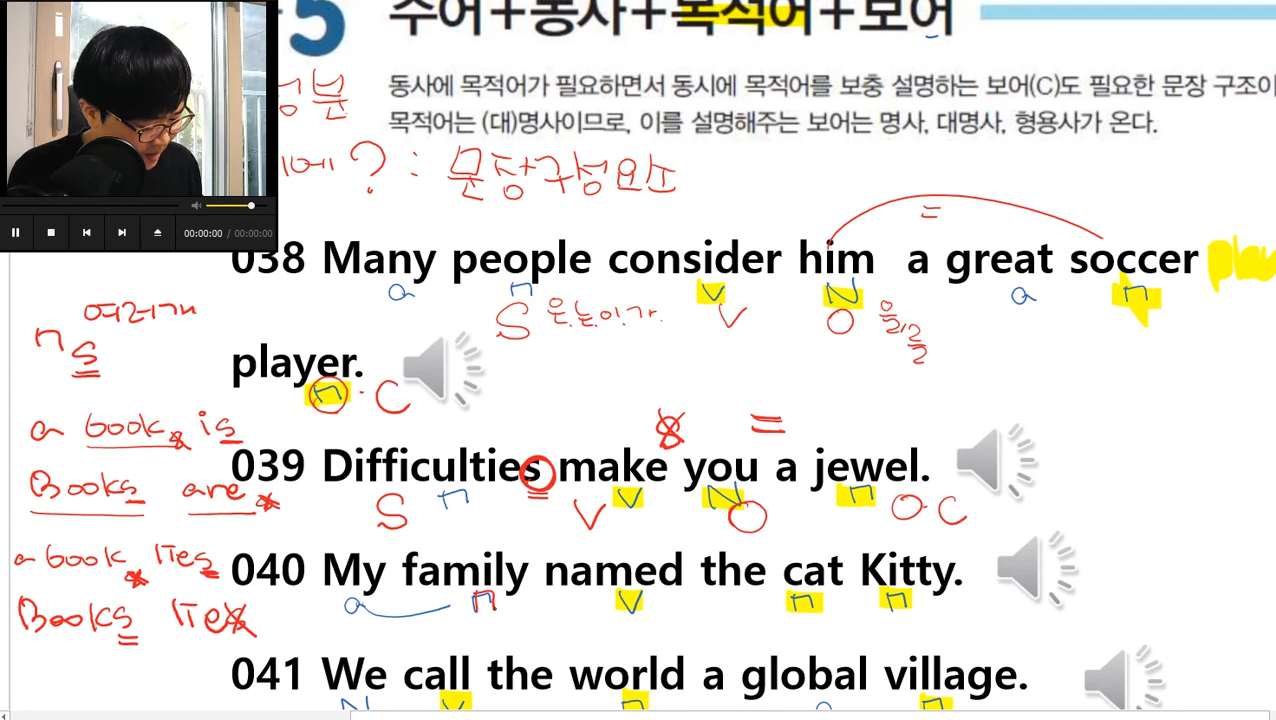 5 주어+동사+목적어+보어
동사에 목적어가 필요하면서 동시에 목적어를 보충 설명하는 보어(C)도 필요한 문장 구조이
목적어는 (대)명사이므로, 이를 설명해주는 보어는 명사, 대명사, 형용사가 온다.
성분
? : 문장구성요소
00:00:00 / 00:00:00
=
038 Many people consider him a great soccer play
a n v N a n
S 은.는.이.가. V O 을/를
여러개
n s
player.
n
O.C
a book is
=
039 Difficulties make you a jewel.
n v N n
S V O O.C
Books are
a book lies
040 My family named the cat Kitty.
a n v n n
Books lie
041 We call the world a global village.
N v n a n